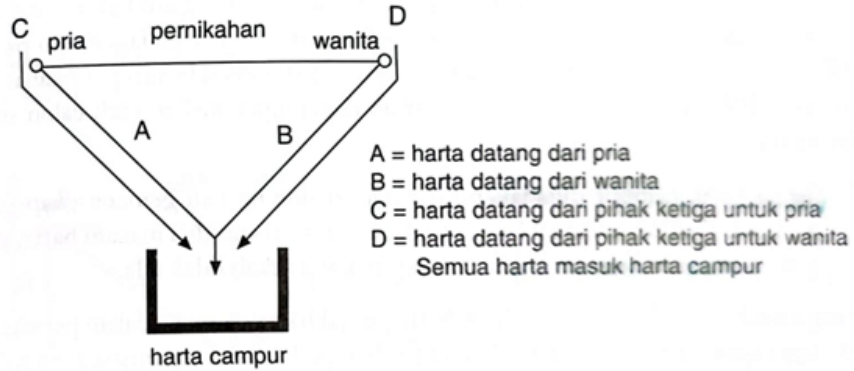 C
D
pria
pernikahan
wanita
A
B
A = harta datang dari pria
B = harta datang dari wanita
C = harta datang dari pihak ketiga untuk pria
D = harta datang dari pihak ketiga untuk wanita
Semua harta masuk harta campur
harta campur